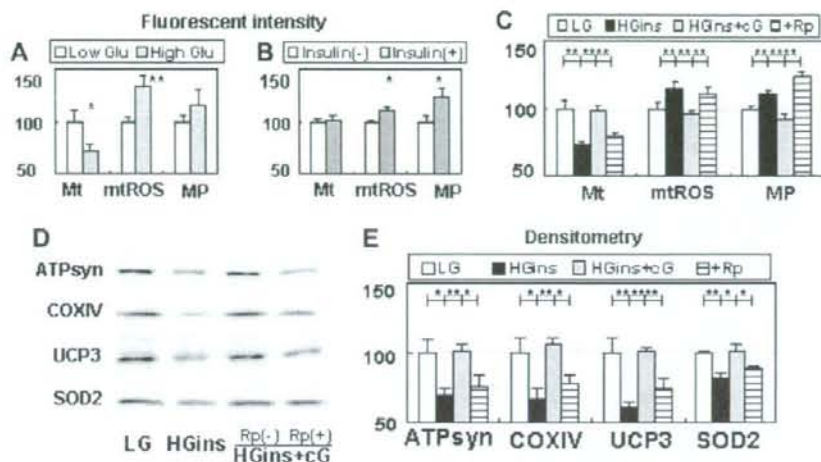 Fluorescent intensity
A
Low Glu High Glu
150
100
50
* **
Mt mtROS MP
B
Insulin(-) Insulin(+)
150
100
50
* *
Mt mtROS MP
C
LG HGins HGins+cG +Rp
150
100
50
** **** ** ** ** ** ****
Mt mtROS MP
D
ATPsyn
COXIV
UCP3
SOD2
LG HGins Rp(-) Rp(+)
HGins+cG
E Densitometry
LG HGins HGins+cG +Rp
150
100
50
*.**.* *.**.* ** **** **.* *
ATPsyn COXIV UCP3 SOD2